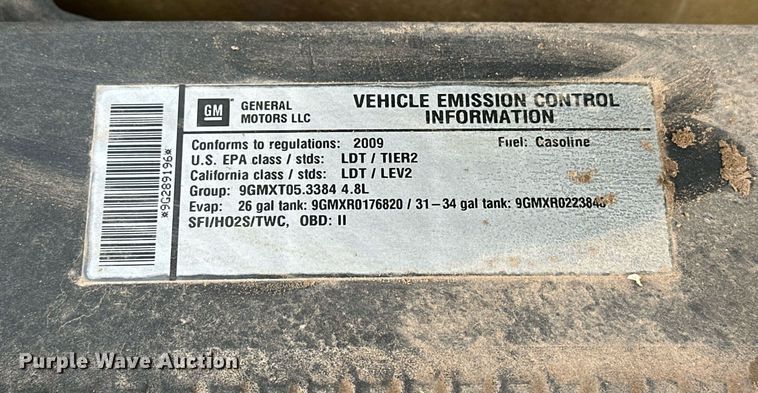 GM GENERAL MOTORS LLC
VEHICLE EMISSION CONTROL
INFORMATION
Conforms to regulations: 2009 Fuel: Gasoline
U.S. EPA class / stds: LDT / TIER2
California class / stds: LDT / LEV2
Group: 9GMXT05.3384 4.8L
Evap: 26 gal tank: 9GMXR0176820 / 31–34 gal tank:
SFI/HO2S/TWC, OBD: II
*9G289196*
Purple Wave Auction